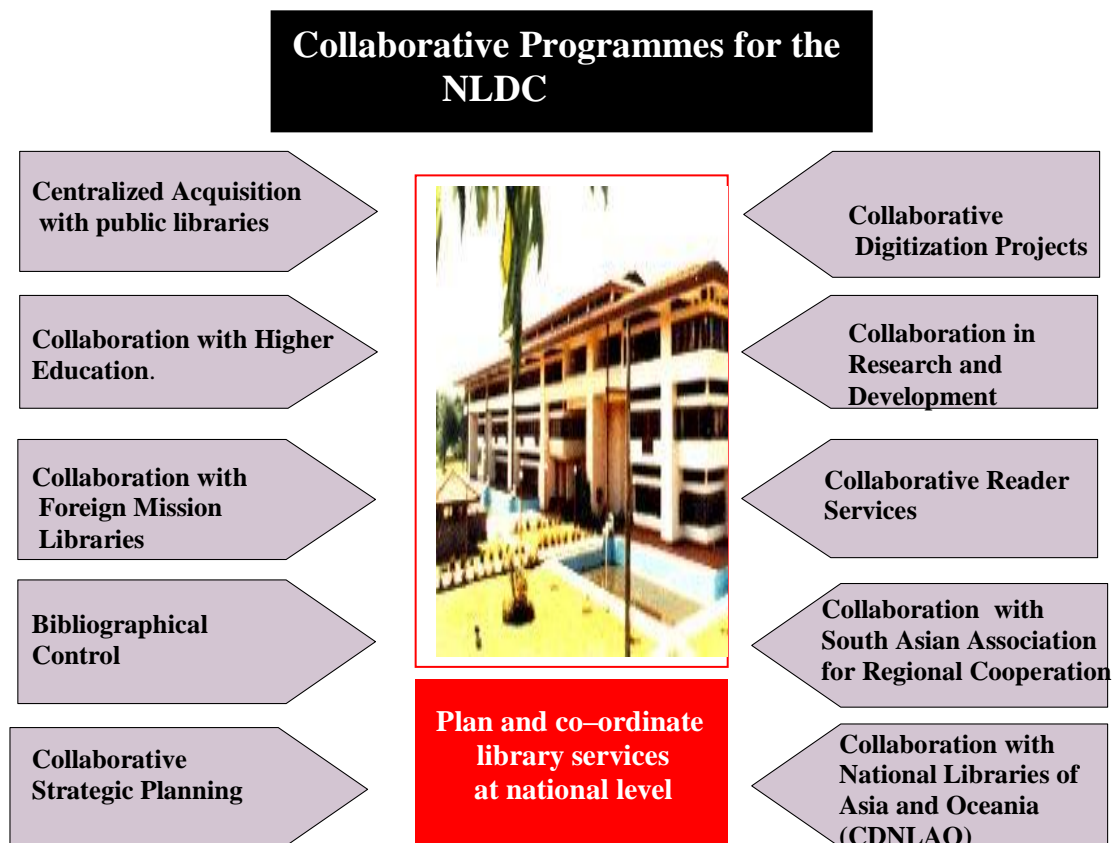 Collaborative Programmes for the
NLDC
Centralized Acquisition
with public libraries
Collaboration with Higher
Education.
Collaboration with
Foreign Mission
Libraries
Bibliographical
Control
Collaborative
Strategic Planning
Plan and co–ordinate
library services
at national level
Collaborative
Digitization Projects
Collaboration in
Research and
Development
Collaborative Reader
Services
Collaboration with
South Asian Association
for Regional Cooperation
Collaboration with
National Libraries of
Asia and Oceania
(CDNLAO)